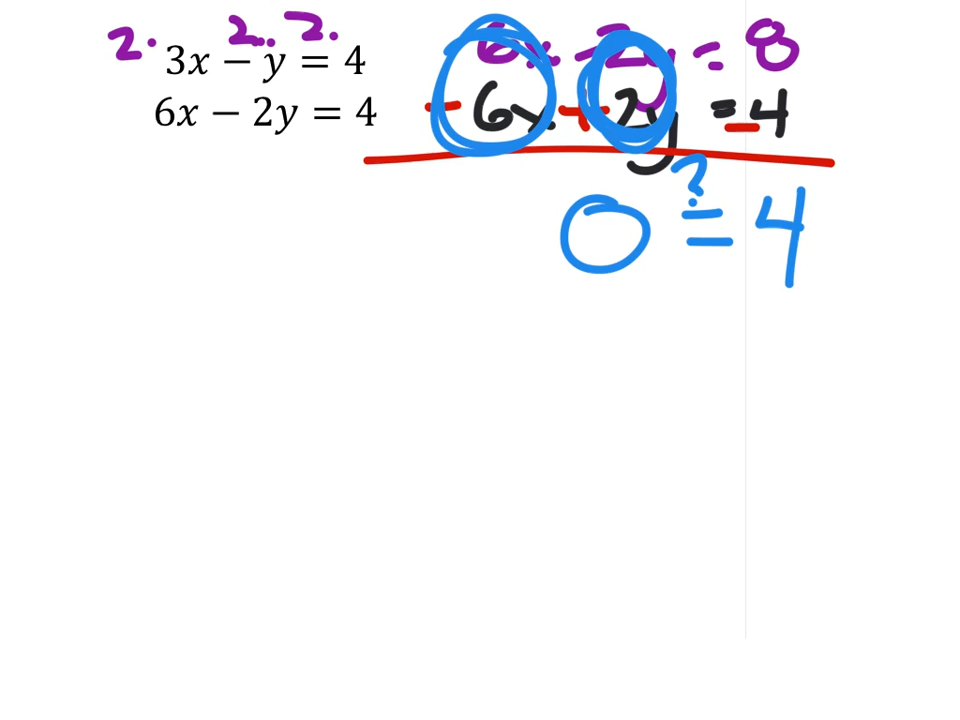 2· 2· 2·
3x − y = 4
6x − 2y = 4
6x − 2y = 8
− 6x + 2y = − 4
0 ≟ 4